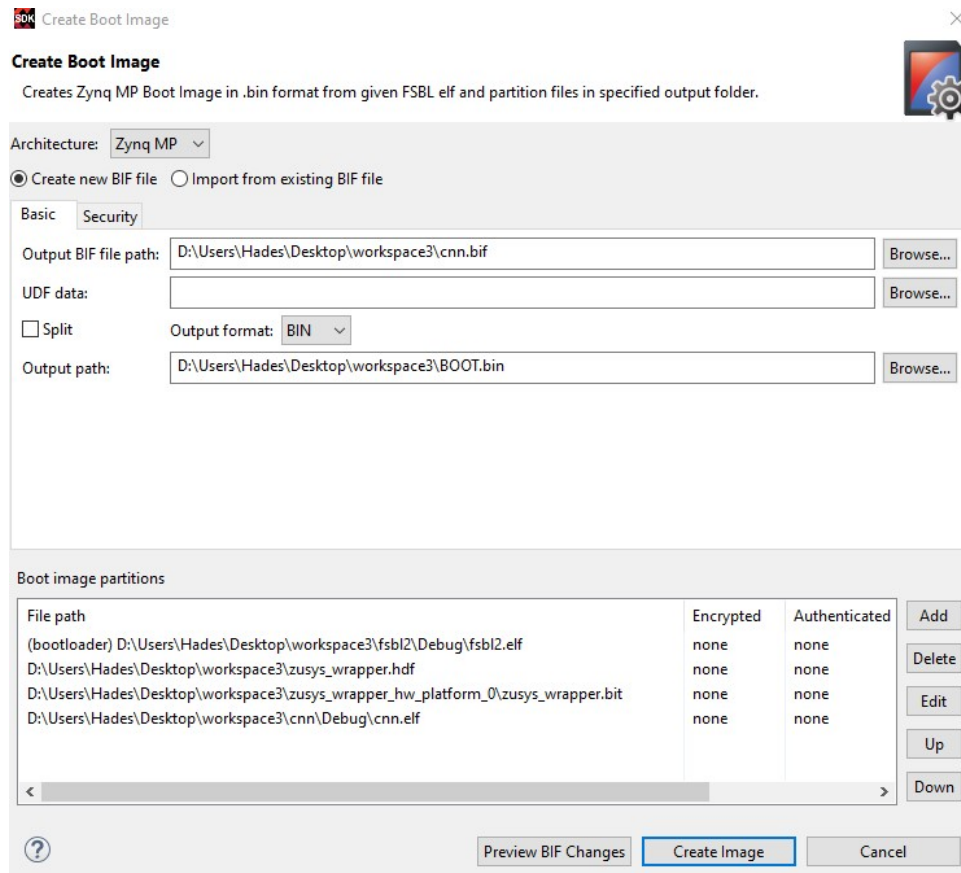 SDK Create Boot Image
Create Boot Image
Creates Zynq MP Boot Image in .bin format from given FSBL elf and partition files in specified output folder.
Architecture: Zynq MP
Create new BIF file Import from existing BIF file
Basic Security
Output BIF file path: D:\Users\Hades\Desktop\workspace3\cnn.bif Browse...
UDF data: Browse...
Split Output format: BIN
Output path: D:\Users\Hades\Desktop\workspace3\BOOT.bin Browse...
Boot image partitions
File path Encrypted Authenticated Add
(bootloader) D:\Users\Hades\Desktop\workspace3\fsbl2\Debug\fsbl2.elf none none
D:\Users\Hades\Desktop\workspace3\zusys_wrapper.hdf none none Delete
D:\Users\Hades\Desktop\workspace3\zusys_wrapper_hw_platform_0\zusys_wrapper.bit none none Edit
D:\Users\Hades\Desktop\workspace3\cnn\Debug\cnn.elf none none
Up
Down
? Preview BIF Changes Create Image Cancel